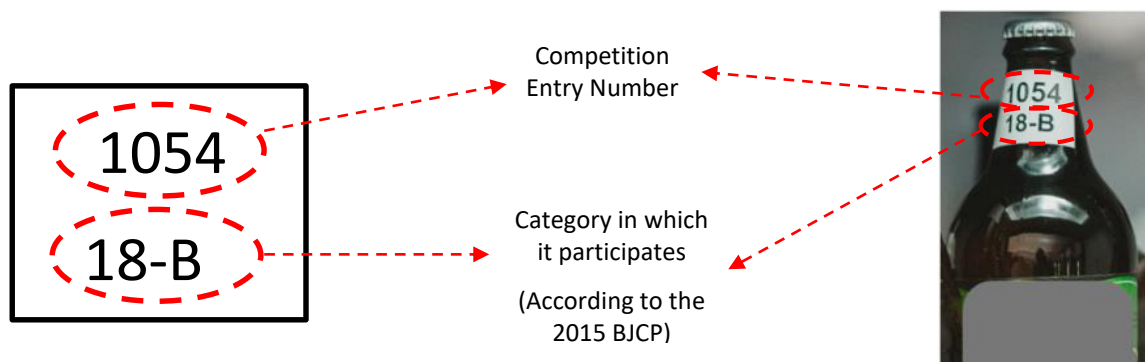 1054
18-B
Competition
Entry Number
Category in which
it participates
(According to the
2015 BJCP)
1054
18-B